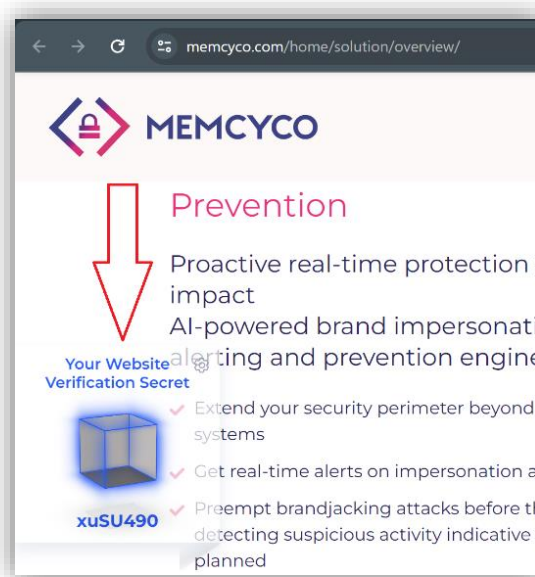 memcyco.com/home/solution/overview/
MEMCYCO
Prevention
Proactive real-time protection
impact
AI-powered brand impersonati
alerting and prevention engine
Your Website
Verification Secret
xuSU490
Extend your security perimeter beyond
systems
Get real-time alerts on impersonation a
Preempt brandjacking attacks before th
detecting suspicious activity indicative
planned